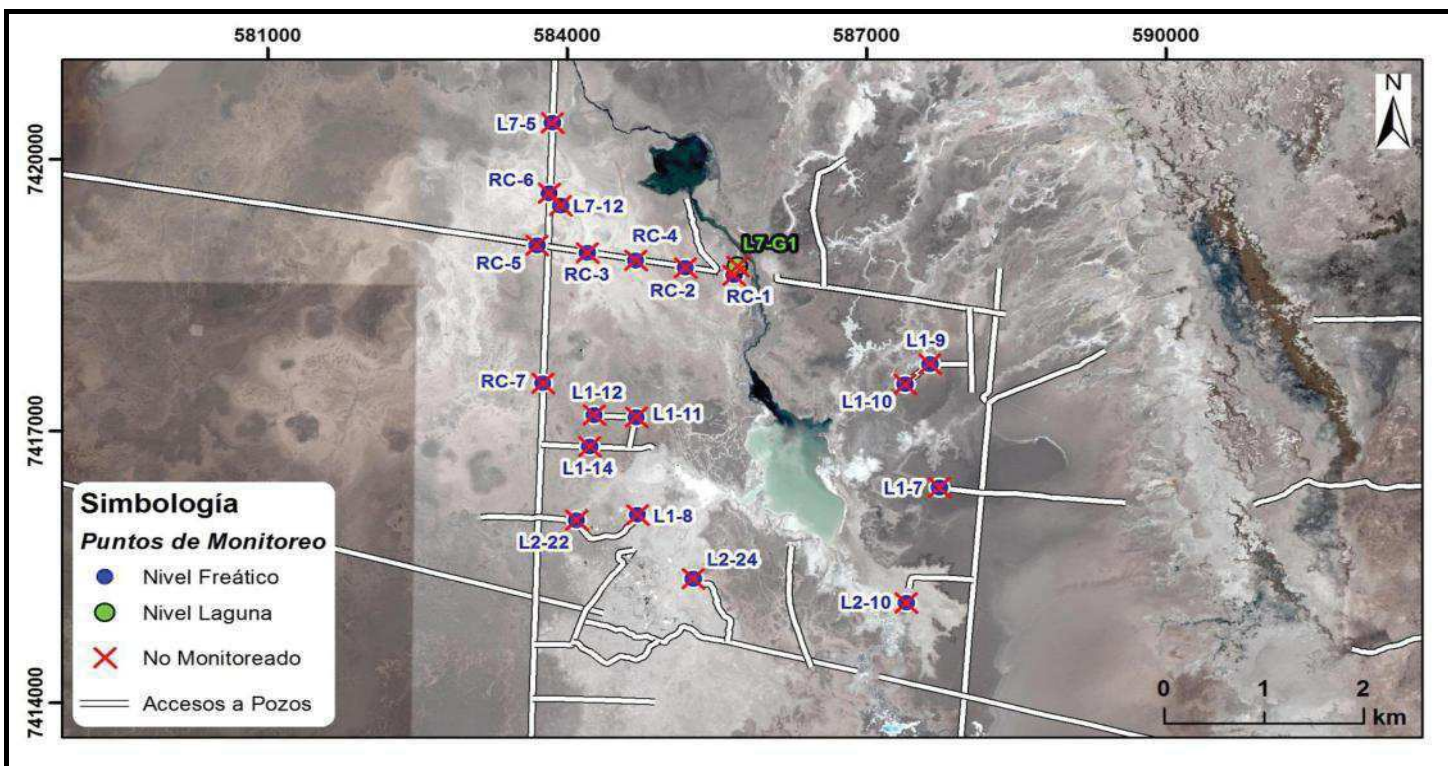 581000
584000
587000
590000
N
7420000
7417000
7414000
L7-5
RC-6
L7-12
RC-4
L7-G1
RC-5
RC-3
RC-2
RC-1
L1-9
RC-7
L1-12
L1-11
L1-10
L1-14
L1-7
L1-8
L2-22
L2-24
L2-10
Simbología
Puntos de Monitoreo
Nivel Freático
Nivel Laguna
No Monitoreado
Accesos a Pozos
0 1 2
km